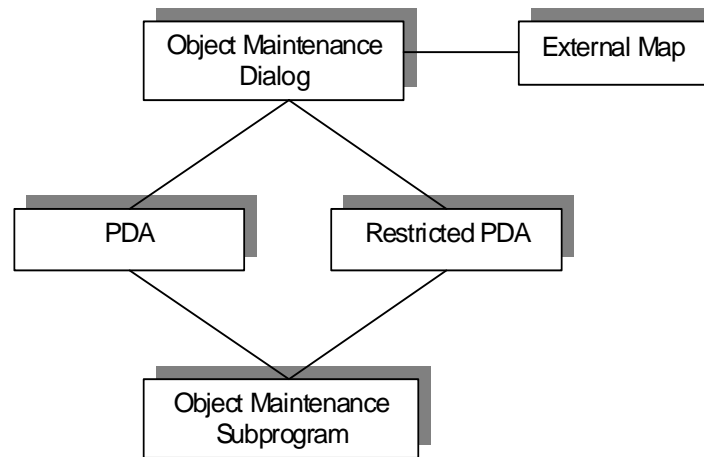 Object Maintenance
Dialog
External Map
PDA
Restricted PDA
Object Maintenance
Subprogram